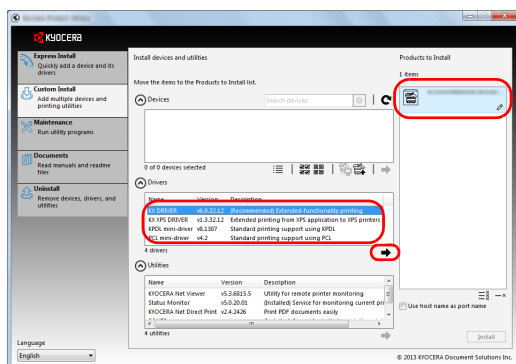 KYOCERA
Express Install
Quickly add a device and its
drivers
Custom Install
Add multiple devices and
printing utilities
Maintenance
Run utility programs
Documents
Read manuals and readme
files
Uninstall
Remove devices, drivers, and
utilities
Language
English
Install devices and utilities
Move the items to the Products to Install list.
Devices
Search devices
0 of 0 devices selected
Drivers
Name Version Description
KX DRIVER v6.0.32.12 (Recommended) Extended-functionality printing
KX XPS DRIVER v1.3.32.12 Extended printing from XPS application to XPS printers
KPDL mini-driver v8.1307 Standard printing support using KPDL
PCL mini-driver v4.2 Standard printing support using PCL
4 drivers
Utilities
Name Version Description
KYOCERA Net Viewer v5.3.6815.5 Utility for remote printer monitoring
Status Monitor v5.0.20.01 (Installed) Service for monitoring current pri
KYOCERA Net Direct Print v2.4.2426 Print PDF documents easily
4 utilities
Products to Install
1 items
Use host name as port name
Install
© 2013 KYOCERA Document Solutions Inc.